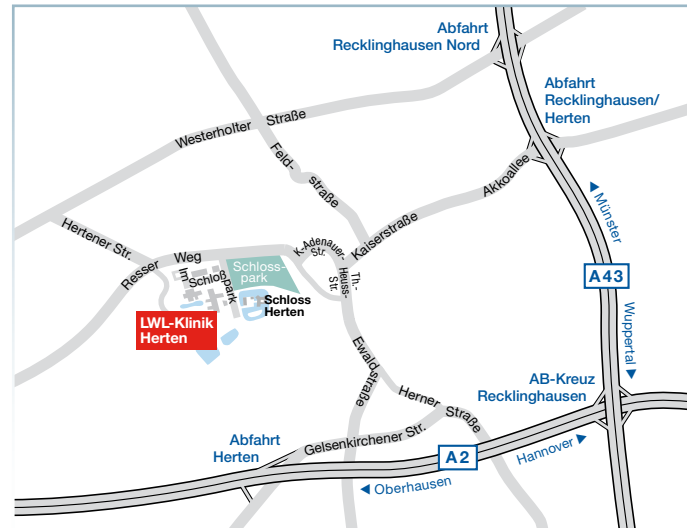 Abfahrt
Recklinghausen Nord
Abfahrt
Recklinghausen/
Herten
Westerholter Straße
Feld-
straße
Akkoallee
Kaiserstraße
Münster
Hertener Str.
Resser Weg
K-Adenauer-
Str.
Th.-
Heuss-
Str.
Im Schloßpark
Schloss-
park
Schloss
Herten
A43
LWL-Klinik
Herten
Wuppertal
Ewaldstraße
AB-Kreuz
Recklinghausen
Herner Straße
Gelsenkirchener Str.
Abfahrt
Herten
A2
Hannover
Oberhausen